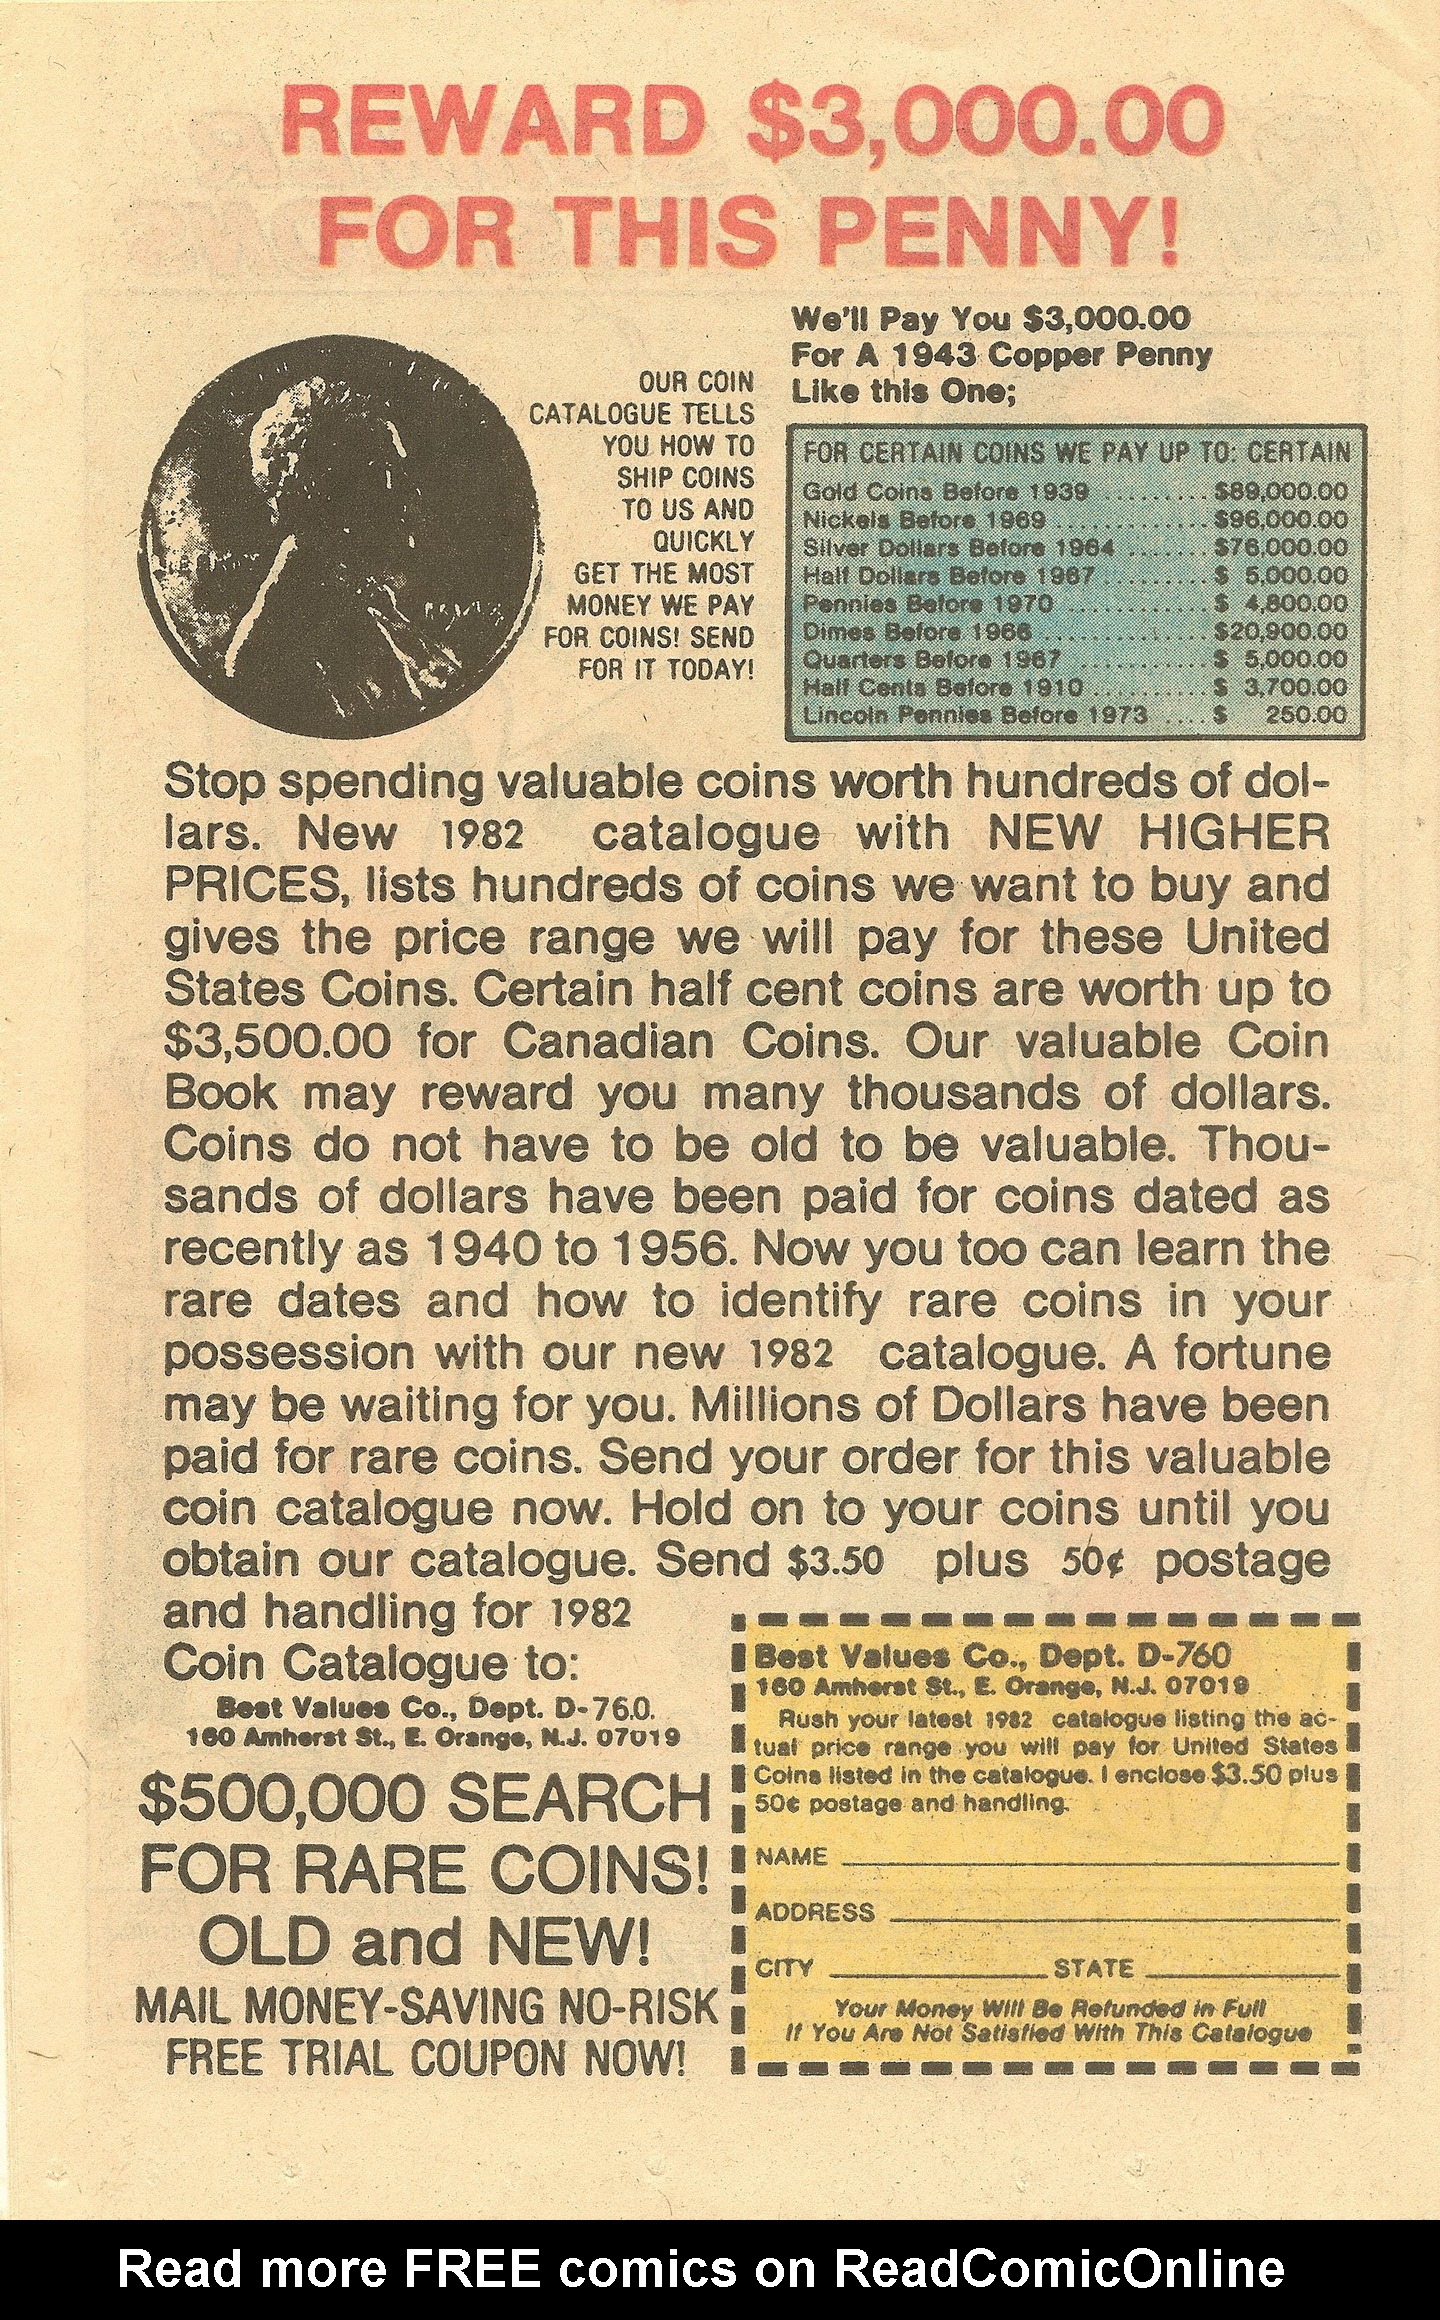 REWARD $3,000.00
FOR THIS PENNY!
OUR COIN
CATALOGUE TELLS
YOU HOW TO
SHIP COINS
TO US AND
QUICKLY
GET THE MOST
MONEY WE PAY
FOR COINS! SEND
FOR IT TODAY!
We'll Pay You $3,000.00
For A 1943 Copper Penny
Like this One;
FOR CERTAIN COINS WE PAY UP TO: CERTAIN
Gold Coins Before 1939 ........ $89,000.00
Nickels Before 1969 ............. $96,000.00
Silver Dollars Before 1964 ....... $76,000.00
Half Dollars Before 1967 .......... $ 5,000.00
Pennies Before 1970 ........... $ 4,800.00
Dimes Before 1966 .............. $20,900.00
Quarters Before 1967 ........... $ 5,000.00
Half Cents Before 1910 .......... $ 3,700.00
Lincoln Pennies Before 1973 .... $ 250.00
Stop spending valuable coins worth hundreds of dol-
lars. New 1982 catalogue with NEW HIGHER
PRICES, lists hundreds of coins we want to buy and
gives the price range we will pay for these United
States Coins. Certain half cent coins are worth up to
$3,500.00 for Canadian Coins. Our valuable Coin
Book may reward you many thousands of dollars.
Coins do not have to be old to be valuable. Thou-
sands of dollars have been paid for coins dated as
recently as 1940 to 1956. Now you too can learn the
rare dates and how to identify rare coins in your
possession with our new 1982 catalogue. A fortune
may be waiting for you. Millions of Dollars have been
paid for rare coins. Send your order for this valuable
coin catalogue now. Hold on to your coins until you
obtain our catalogue. Send $3.50 plus 50¢ postage
and handling for 1982
Coin Catalogue to:
Best Values Co., Dept. D-760.
160 Amherst St., E. Orange, N.J. 07019
$500,000 SEARCH
FOR RARE COINS!
OLD and NEW!
MAIL MONEY-SAVING NO-RISK
FREE TRIAL COUPON NOW!
Best Values Co., Dept. D-760
160 Amherst St., E. Orange, N.J. 07019
Rush your latest 1982 catalogue listing the ac-
tual price range you will pay for United States
Coins listed in the catalogue. I enclose $3.50 plus
50¢ postage and handling.
NAME
ADDRESS
CITY STATE
Your Money Will Be Refunded in Full
If You Are Not Satisfied With This Catalogue
Read more FREE comics on ReadComicOnline